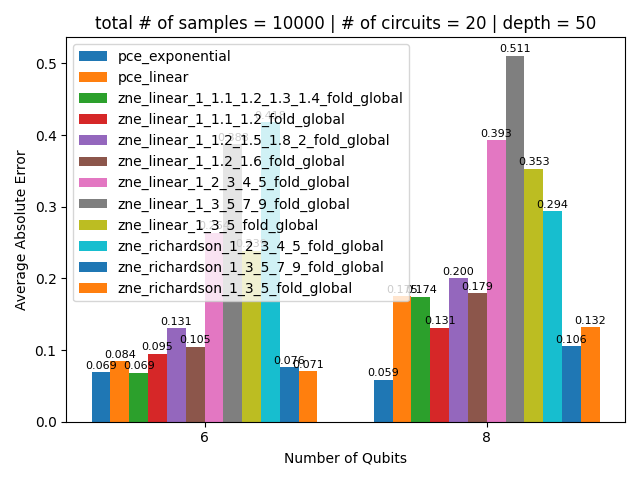 total # of samples = 10000 | # of circuits = 20 | depth = 50
Average Absolute Error
0.5
0.4
0.3
0.2
0.1
0.0
pce_exponential
pce_linear
zne_linear_1_1.1_1.2_1.3_1.4_fold_global
zne_linear_1_1.1_1.2_fold_global
zne_linear_1_1.2_1.5_1.8_2_fold_global
zne_linear_1_1.2_1.6_fold_global
zne_linear_1_2_3_4_5_fold_global
zne_linear_1_3_5_7_9_fold_global
zne_linear_1_3_5_fold_global
zne_richardson_1_2_3_4_5_fold_global
zne_richardson_1_3_5_7_9_fold_global
zne_richardson_1_3_5_fold_global
0.069
0.084
0.069
0.095
0.131
0.105
0.076
0.071
0.059
0.175
0.174
0.131
0.200
0.179
0.393
0.511
0.353
0.294
0.106
0.132
6
8
Number of Qubits